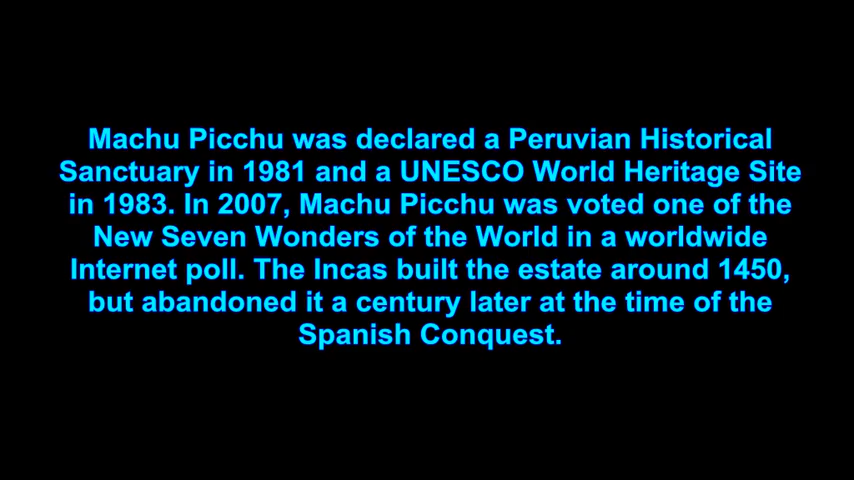 Machu Picchu was declared a Peruvian Historical
Sanctuary in 1981 and a UNESCO World Heritage Site
in 1983. In 2007, Machu Picchu was voted one of the
New Seven Wonders of the World in a worldwide
Internet poll. The Incas built the estate around 1450,
but abandoned it a century later at the time of the
Spanish Conquest.